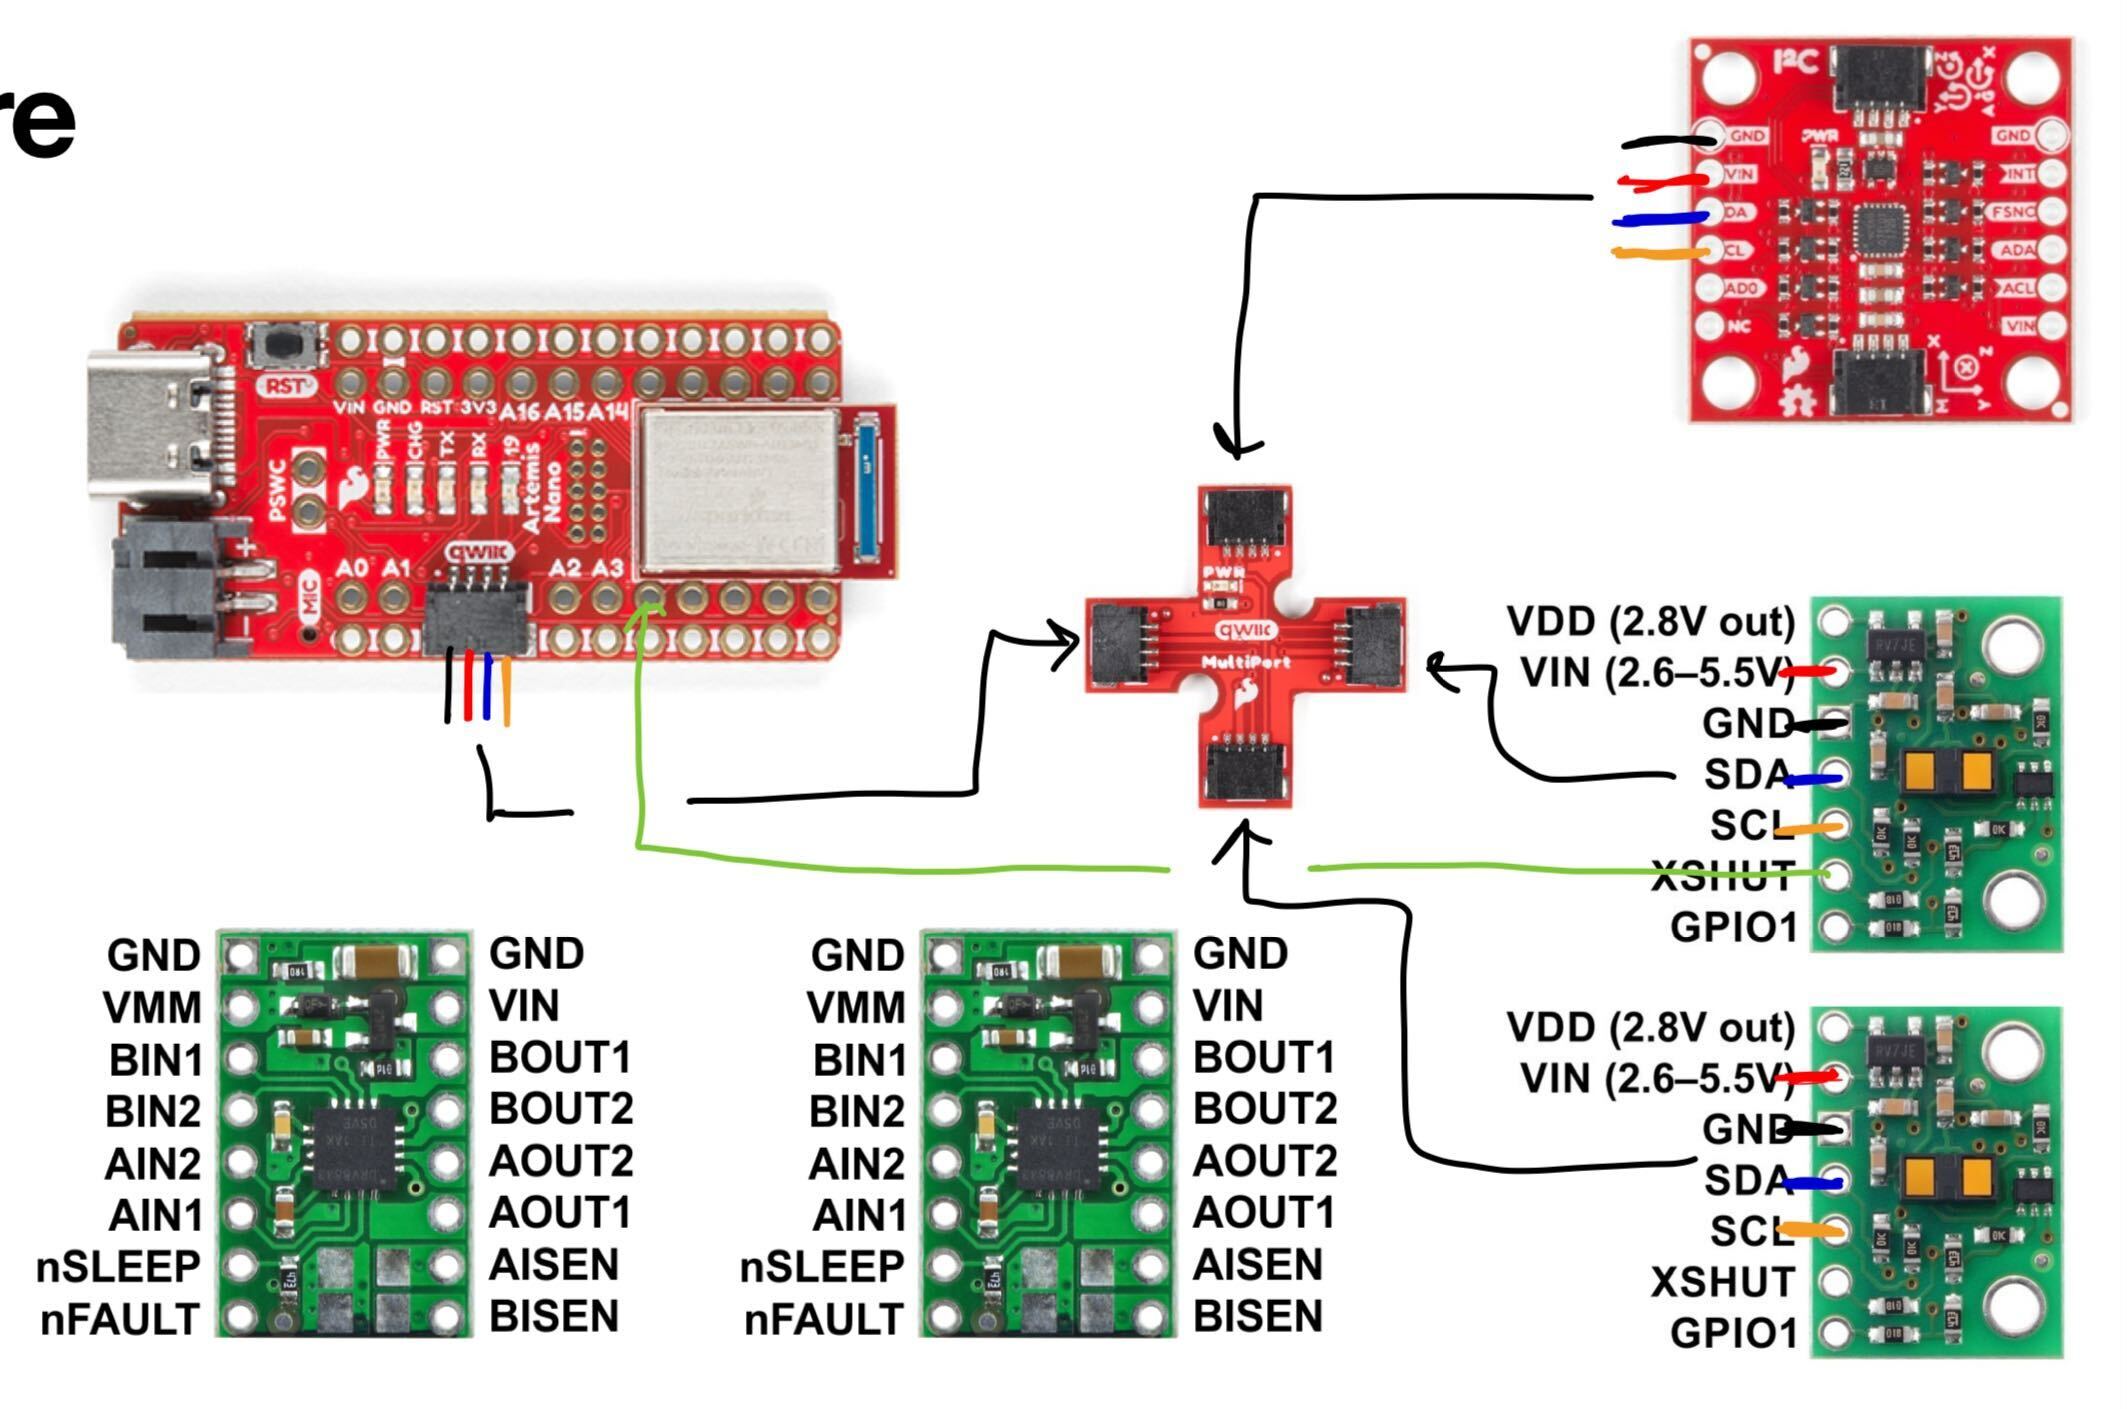 re
I²C
GND
VIN
DA
CL
AD0
NC
PWR
GND
INT
FSNC
ADA
ACL
VIN
X
Z
Y
RST
VIN GND RST 3V3 A16 A15 A14
PWR
CHG
TX
RX
19
Artemis
Nano
PSWC
+
qwiic
MIC
A0 A1
A2 A3
PWR
qwiic
MultiPort
VDD (2.8V out)
VIN (2.6–5.5V)
GND
SDA
SCL
XSHUT
GPIO1
GND
VMM
BIN1
BIN2
AIN2
AIN1
nSLEEP
nFAULT
GND
VIN
BOUT1
BOUT2
AOUT2
AOUT1
AISEN
BISEN
GND
VMM
BIN1
BIN2
AIN2
AIN1
nSLEEP
nFAULT
GND
VIN
BOUT1
BOUT2
AOUT2
AOUT1
AISEN
BISEN
VDD (2.8V out)
VIN (2.6–5.5V)
GND
SDA
SCL
XSHUT
GPIO1